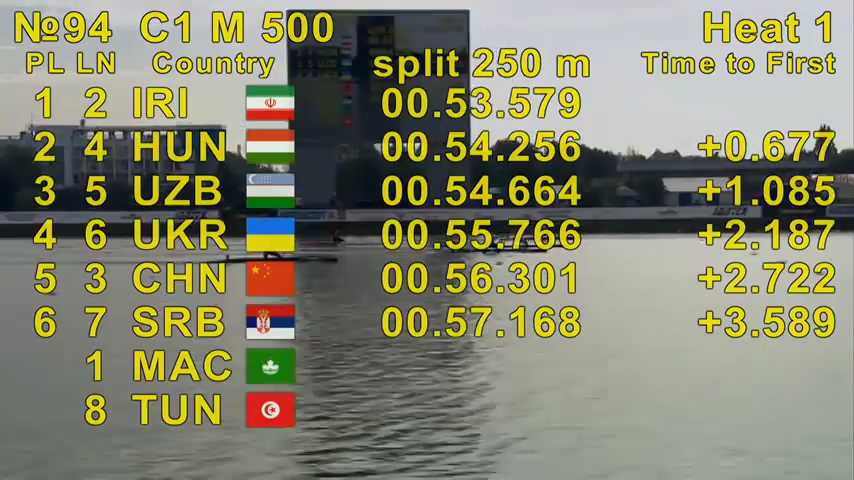 №94 C1 M 500 Heat 1
PL LN Country split 250 m Time to First
1 2 IRI 00.53.579
2 4 HUN 00.54.256 +0.677
3 5 UZB 00.54.664 +1.085
4 6 UKR 00.55.766 +2.187
5 3 CHN 00.56.301 +2.722
6 7 SRB 00.57.168 +3.589
1 MAC
8 TUN